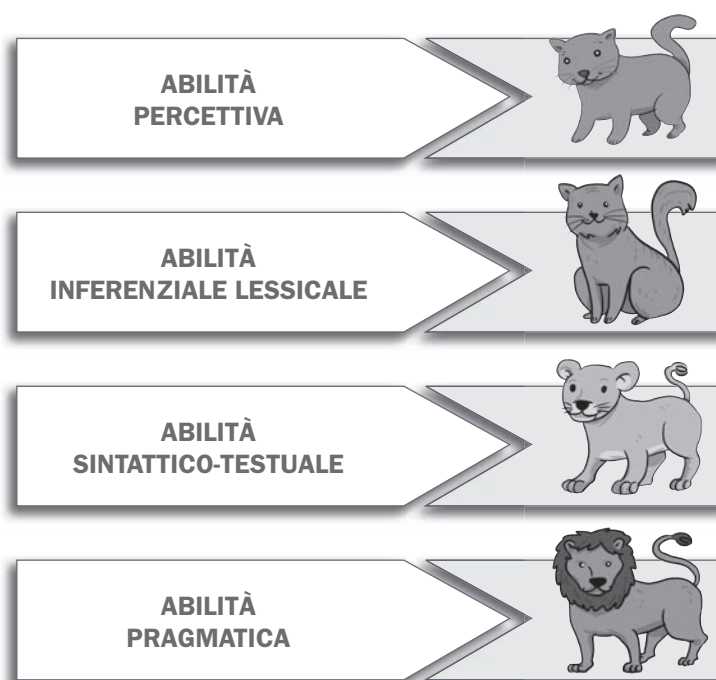 ABILITÀ
PERCETTIVA
ABILITÀ
INFERENZIALE LESSICALE
ABILITÀ
SINTATTICO-TESTUALE
ABILITÀ
PRAGMATICA